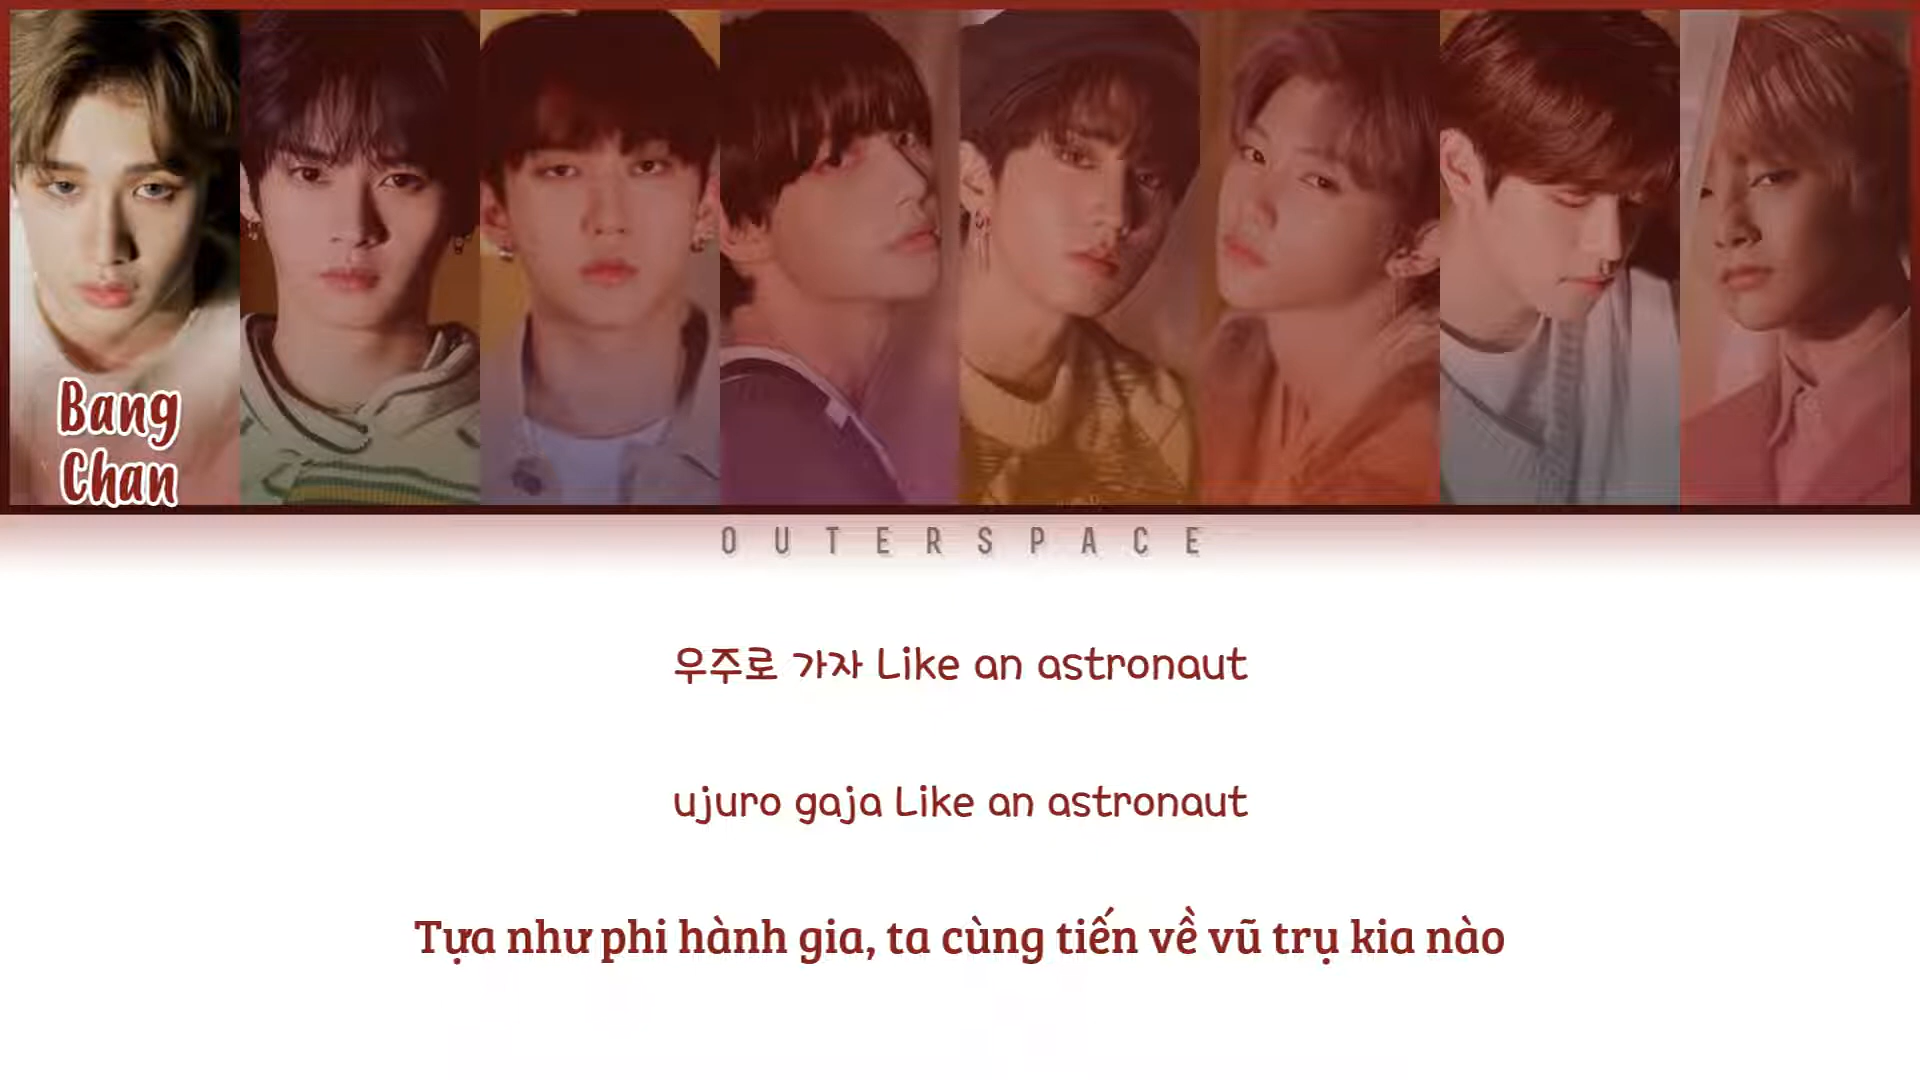 Bang
Chan
OUTERSPACE
우주로 가자 Like an astronaut
ujuro gaja Like an astronaut
Tựa như phi hành gia, ta cùng tiến về vũ trụ kia nào